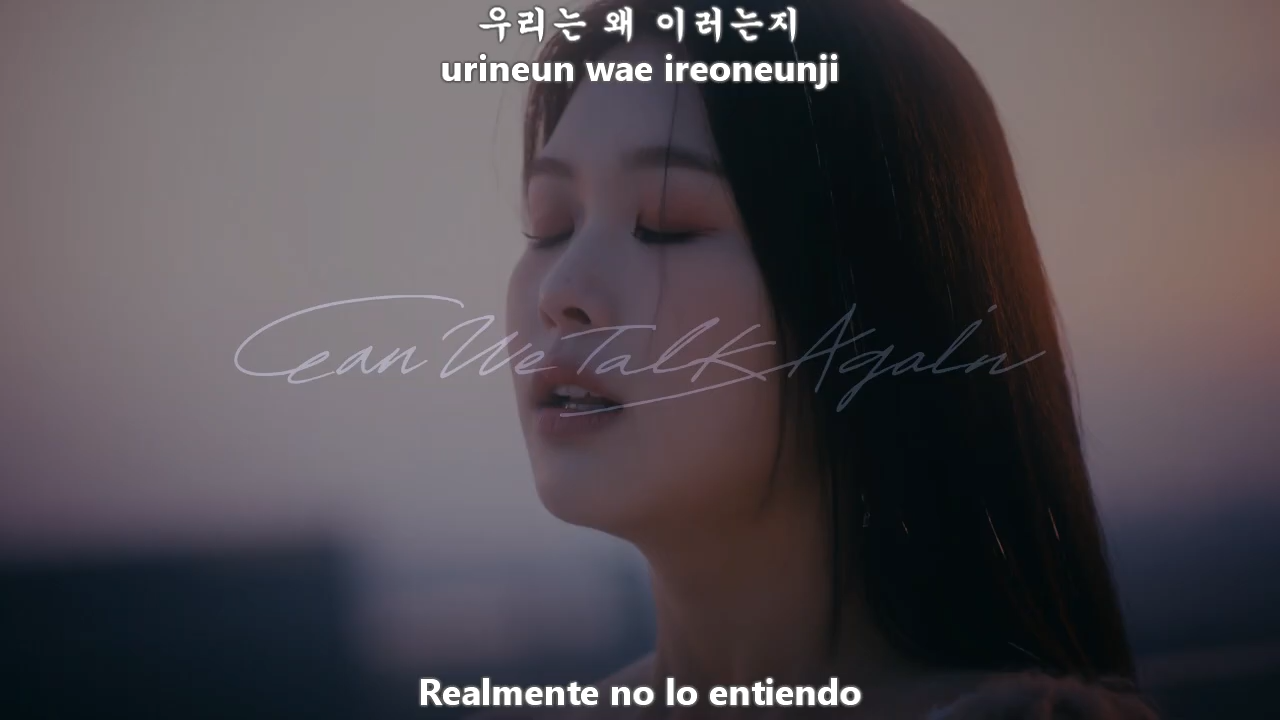 우리는 왜 이러는지
urineun wae ireoneunji
Can We Talk Again
Realmente no lo entiendo